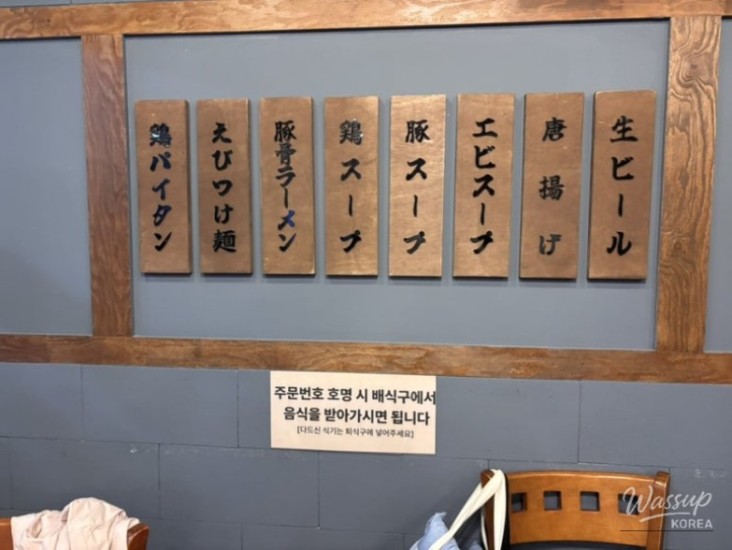 鶏パイタン
えびつけ麺
豚骨ラーメン
鶏スープ
豚スープ
エビスープ
唐揚げ
生ビール
주문번호 호명 시 배식구에서
음식을 받아가시면 됩니다
[다드신 식기는 퇴식구에 넣어주세요]
Wassup
KOREA